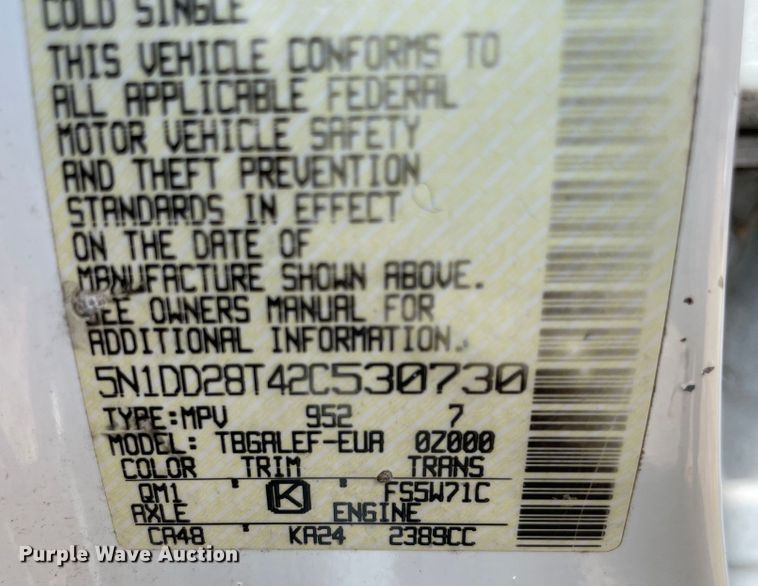 COLD SINGLE
THIS VEHICLE CONFORMS TO
ALL APPLICABLE FEDERAL
MOTOR VEHICLE SAFETY
AND THEFT PREVENTION
STANDARDS IN EFFECT
ON THE DATE OF
MANUFACTURE SHOWN ABOVE.
SEE OWNERS MANUAL FOR
ADDITIONAL INFORMATION.
5N1DD28T42C530730
TYPE:MPV 952 7
MODEL: TBGALEF-EUA 0Z000
COLOR TRIM TRANS
QM1 K FS5W71C
AXLE ENGINE
CA48 KA24 2389CC
Purple Wave Auction